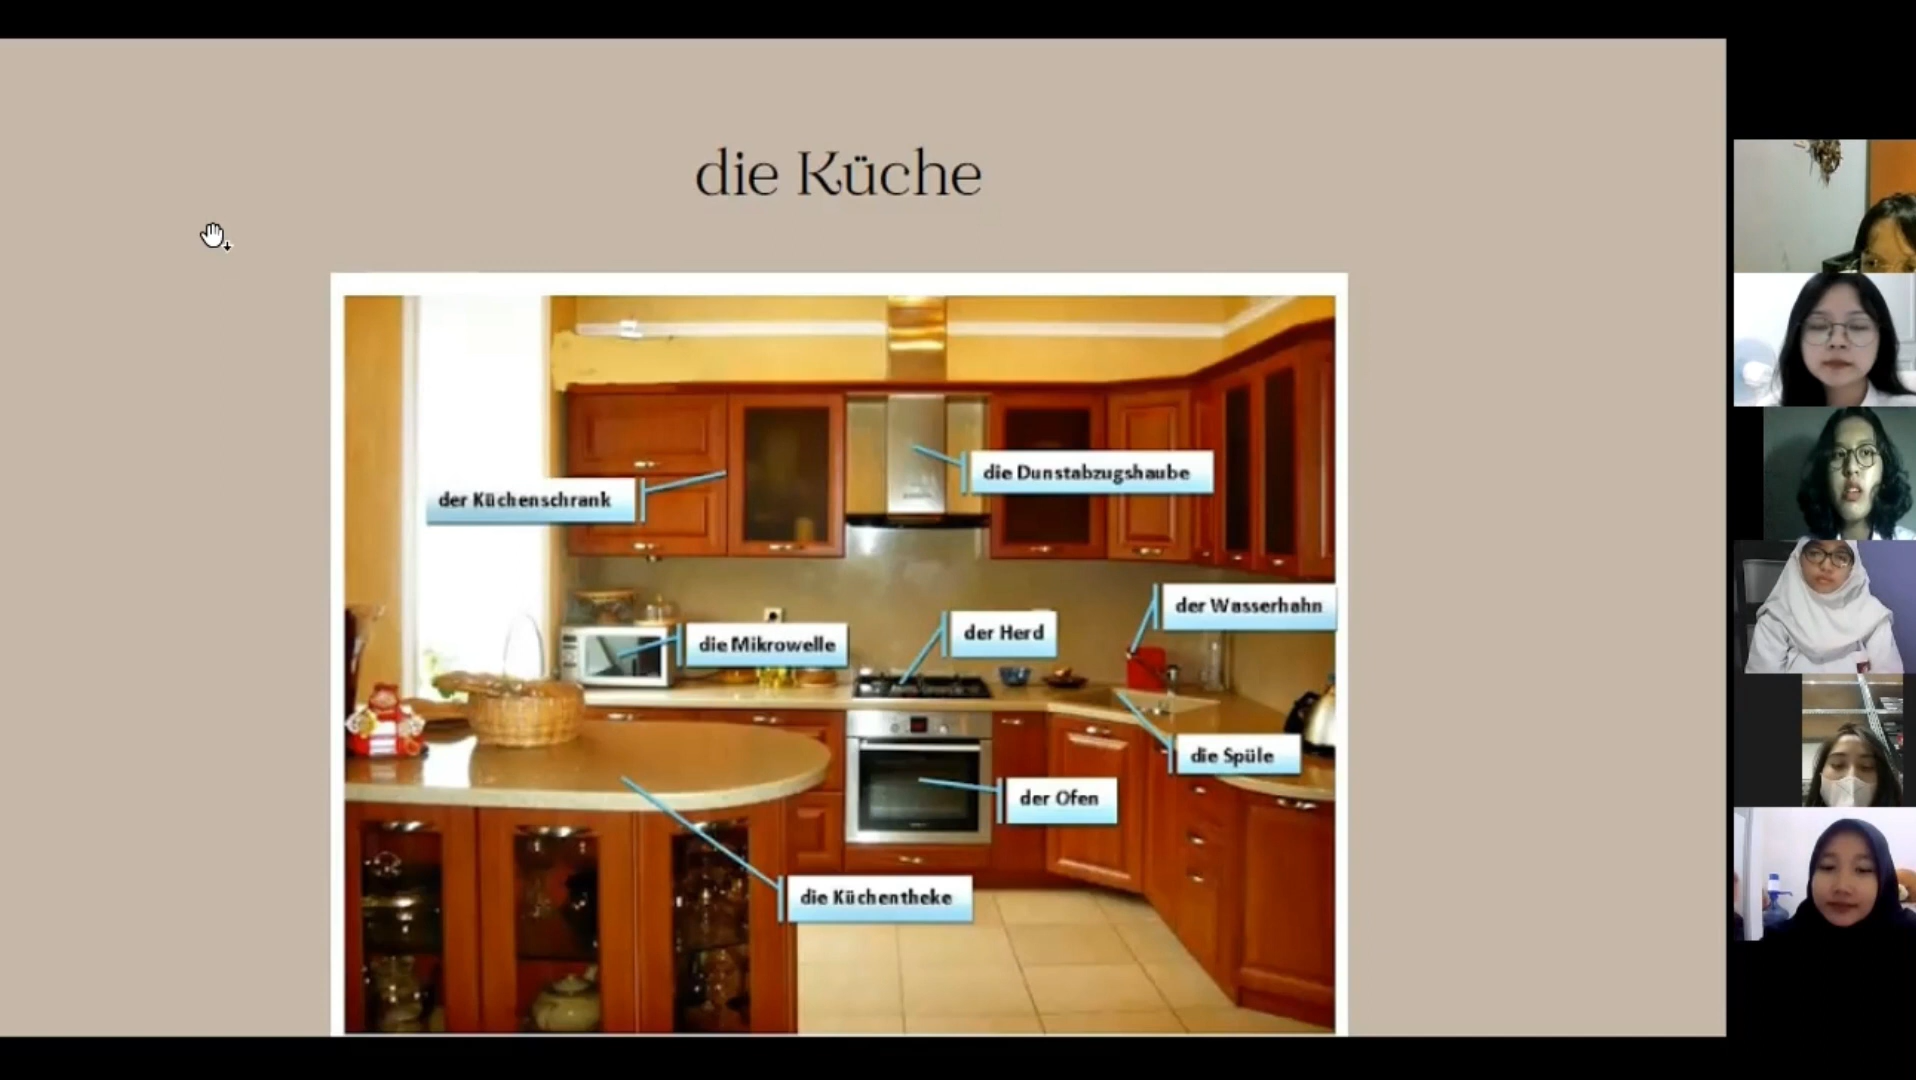 die Küche
die Dunstabzugshaube
der Küchenschrank
der Wasserhahn
der Herd
die Mikrowelle
die Spüle
der Ofen
die Küchentheke